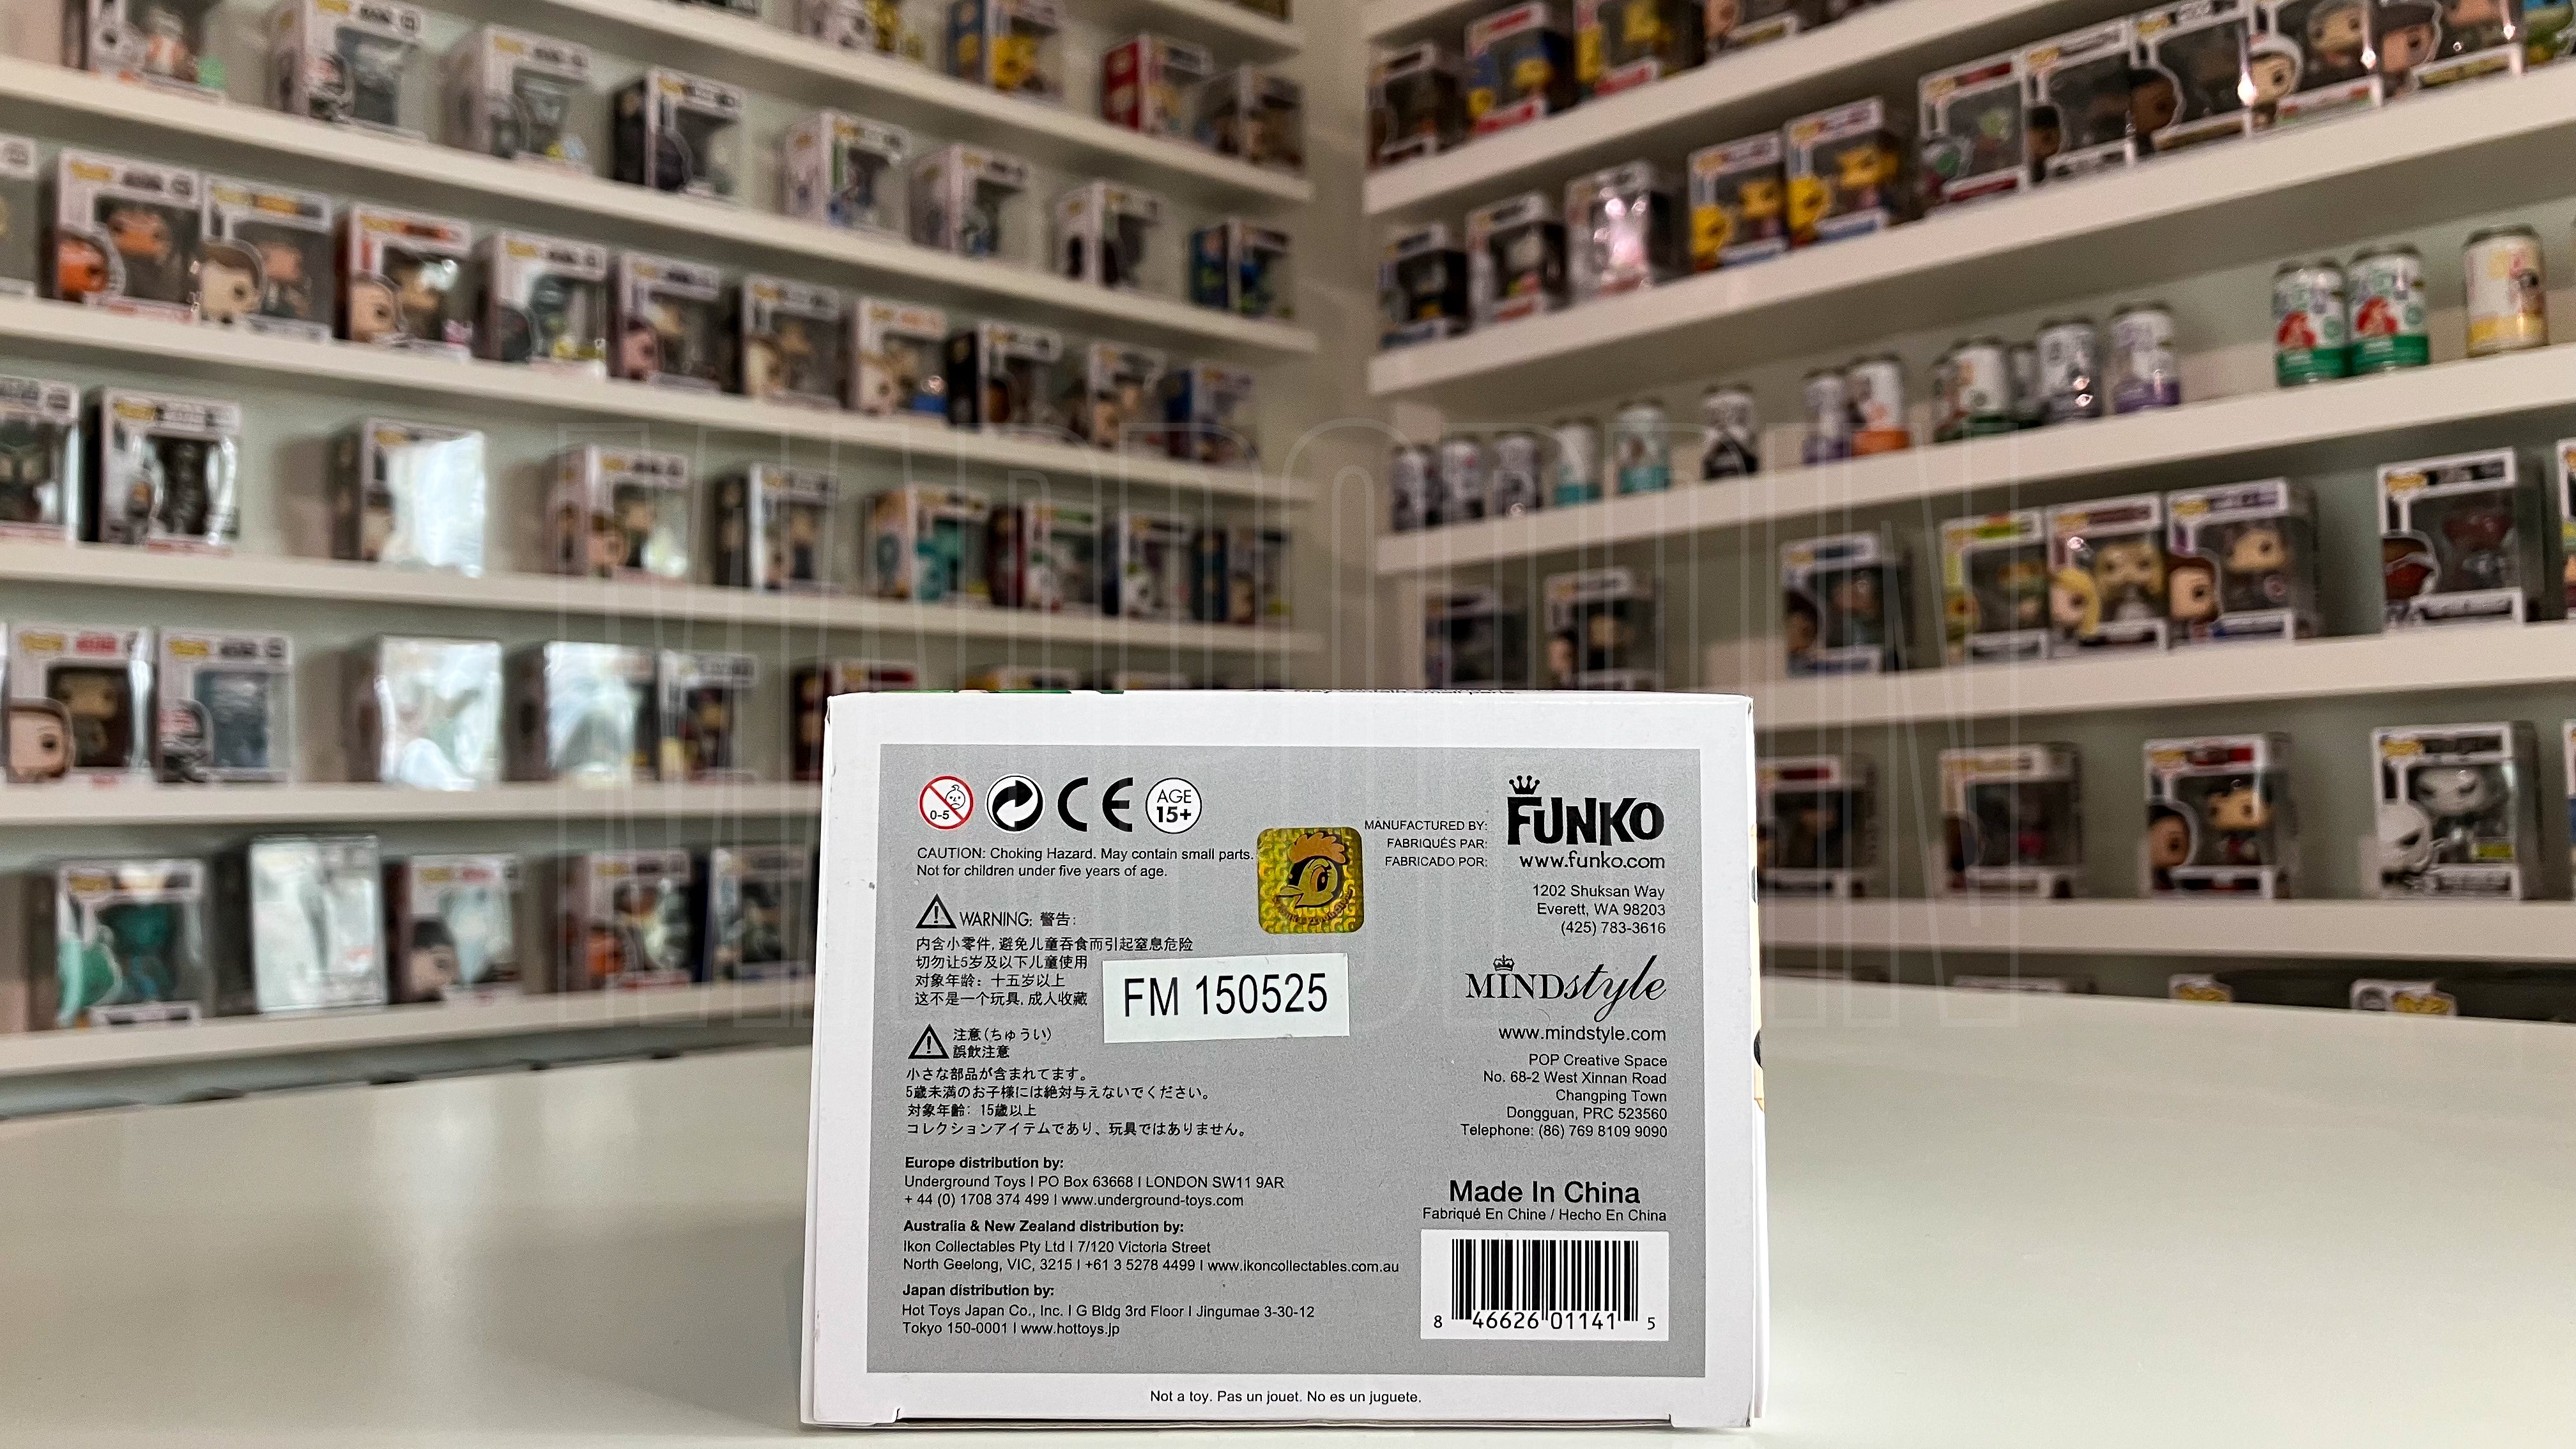 0-5
CE
AGE
15+
CAUTION: Choking Hazard. May contain small parts.
Not for children under five years of age.
WARNING: 警告:
内含小零件, 避免儿童吞食而引起窒息危险
切勿让5岁及以下儿童使用
对象年龄: 十五岁以上
这不是一个玩具, 成人收藏
FM 150525
注意(ちゅうい)
誤飲注意
小さな部品が含まれてます。
5歳未満のお子様には絶対与えないでください。
対象年齢: 15歳以上
コレクションアイテムであり、玩具ではありません。
Europe distribution by:
Underground Toys | PO Box 63668 | LONDON SW11 9AR
+ 44 (0) 1708 374 499 | www.underground-toys.com
Australia & New Zealand distribution by:
Ikon Collectables Pty Ltd | 7/120 Victoria Street
North Geelong, VIC, 3215 | +61 3 5278 4499 | www.ikoncollectables.com.au
Japan distribution by:
Hot Toys Japan Co., Inc. | G Bldg 3rd Floor | Jingumae 3-30-12
Tokyo 150-0001 | www.hottoys.jp
MANUFACTURED BY:
FABRIQUÉS PAR:
FABRICADO POR:
FUNKO
www.funko.com
1202 Shuksan Way
Everett, WA 98203
(425) 783-3616
MINDstyle
www.mindstyle.com
POP Creative Space
No. 68-2 West Xinnan Road
Changping Town
Dongguan, PRC 523560
Telephone: (86) 769 8109 9090
Made In China
Fabriqué En Chine / Hecho En China
8 46626 01141 5
Not a toy. Pas un jouet. No es un juguete.